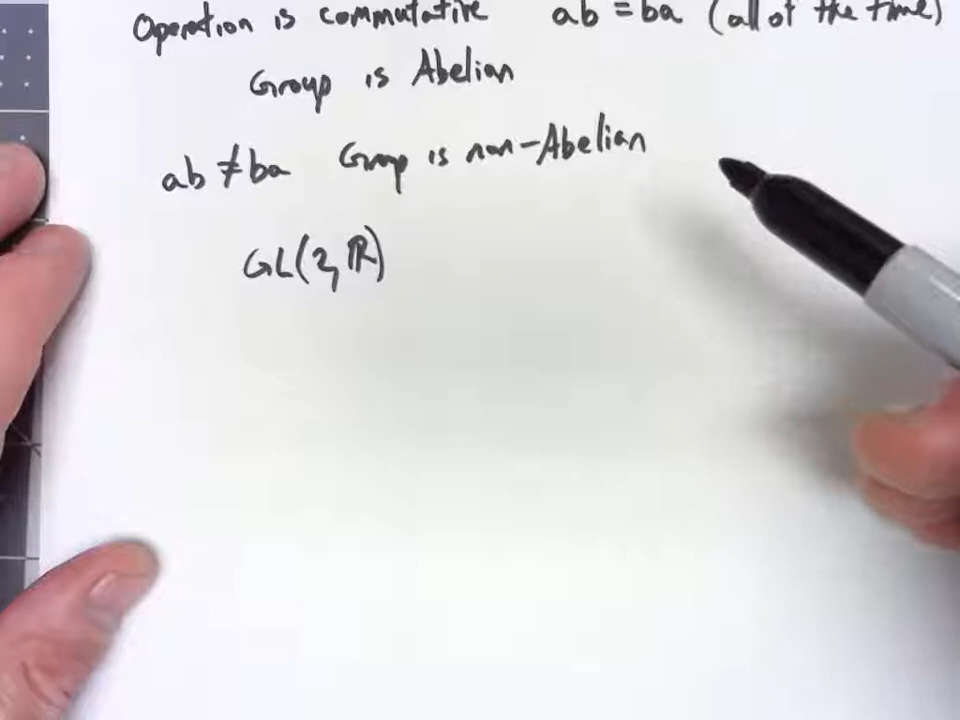 Operation is commutative ab = ba (all of the time)
Group is Abelian
ab ≠ ba Group is non-Abelian
GL(2, ℝ)